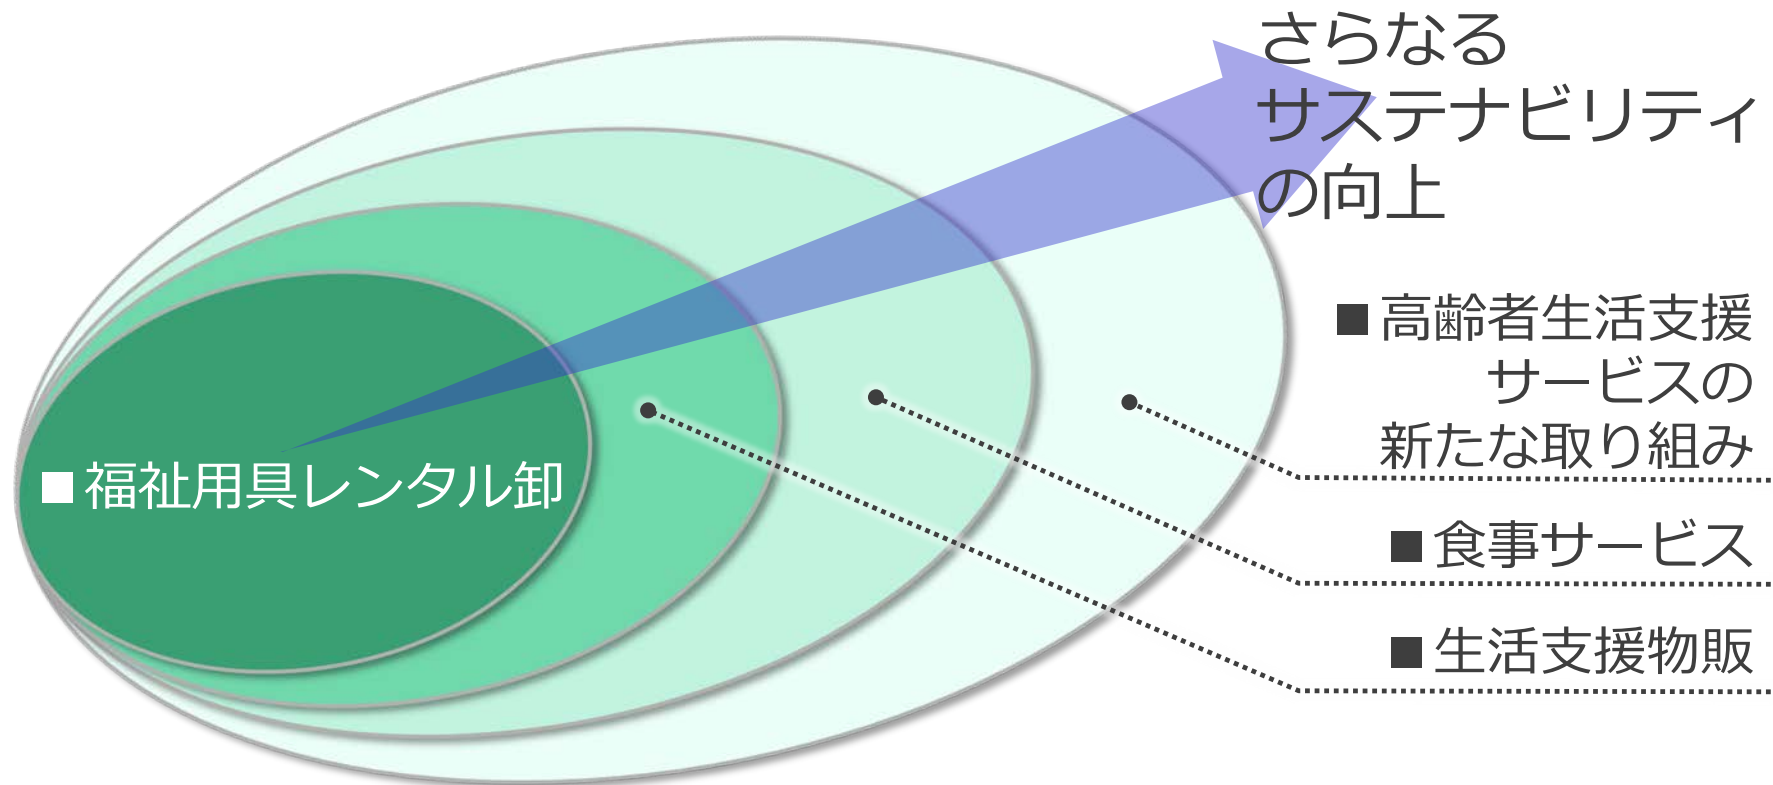 さらなる
サステナビリティ
の向上
■高齢者生活支援
サービスの
新たな取り組み
■福祉用具レンタル卸
■食事サービス
■生活支援物販